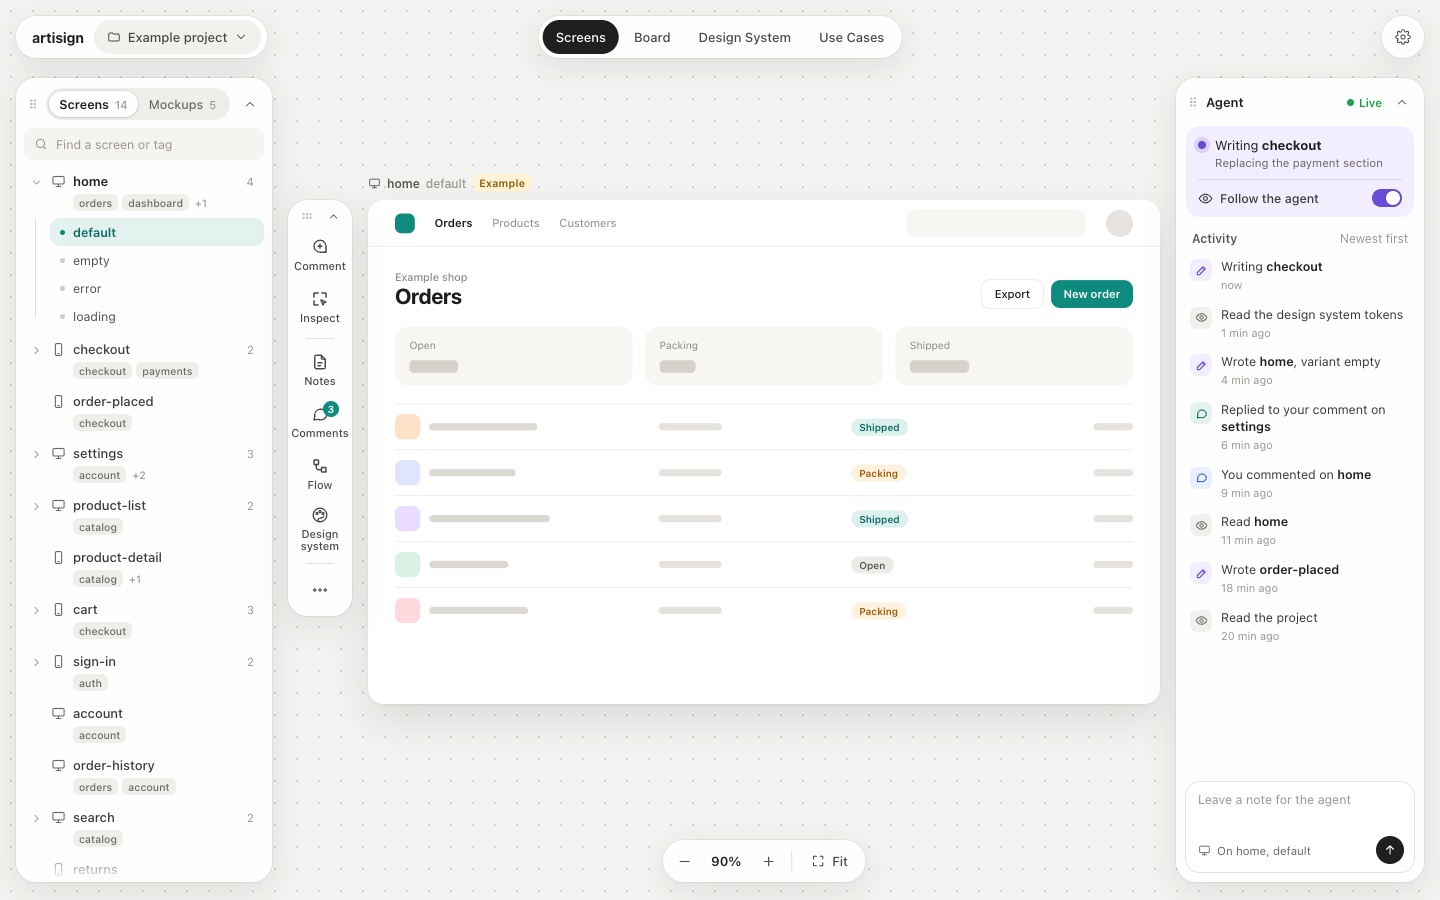 artisign
Example project
Screens
Board
Design System
Use Cases
Screens 14
Mockups 5
Find a screen or tag
home 4
orders dashboard +1
default
empty
error
loading
checkout 2
checkout payments
order-placed
checkout
settings 3
account +2
product-list 2
catalog
product-detail
catalog +1
cart 3
checkout
sign-in 2
auth
account
account
order-history
orders account
search 2
catalog
returns
Comment
Inspect
Notes
3
Comments
Flow
Design
system
home default Example
Orders Products Customers
Example shop
Orders
Export
New order
Open
Packing
Shipped
Shipped
Packing
Shipped
Open
Packing
90%
Fit
Agent
Live
Writing checkout
Replacing the payment section
Follow the agent
Activity
Newest first
Writing checkout
now
Read the design system tokens
1 min ago
Wrote home, variant empty
4 min ago
Replied to your comment on
settings
6 min ago
You commented on home
9 min ago
Read home
11 min ago
Wrote order-placed
18 min ago
Read the project
20 min ago
Leave a note for the agent
On home, default